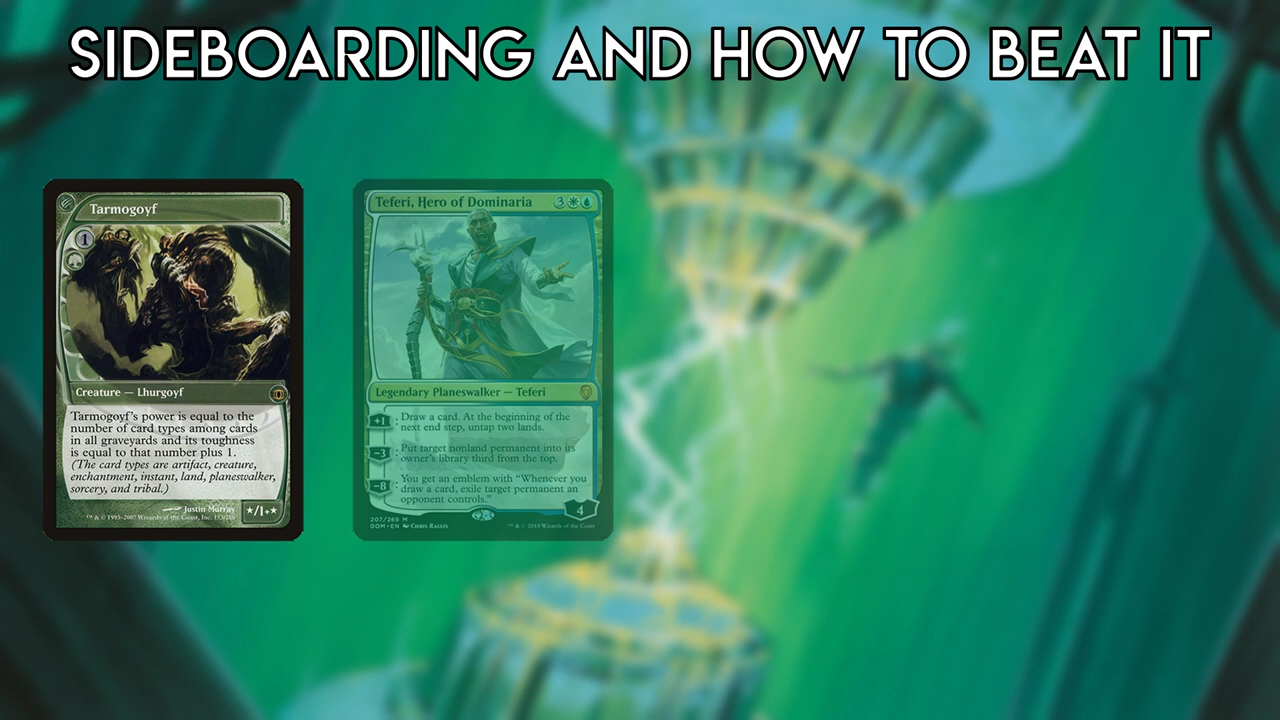 SIDEBOARDING AND HOW TO BEAT IT
Tarmogoyf
1
Creature — Lhurgoyf
Tarmogoyf's power is equal to the
number of card types among cards
in all graveyards and its toughness
is equal to that number plus 1.
(The card types are artifact, creature,
enchantment, instant, land, planeswalker,
sorcery, and tribal.)
Justin Murray
™ & © 1993–2007 Wizards of the Coast, Inc. 153/180
★/1+★
Teferi, Hero of Dominaria
3
Legendary Planeswalker — Teferi
+1: Draw a card. At the beginning of the
next end step, untap two lands.
−3: Put target nonland permanent into its
owner's library third from the top.
−8: You get an emblem with "Whenever you
draw a card, exile target permanent an
opponent controls."
4
207/269 M
DOM • EN Chris Rallis
™ & © 2018 Wizards of the Coast